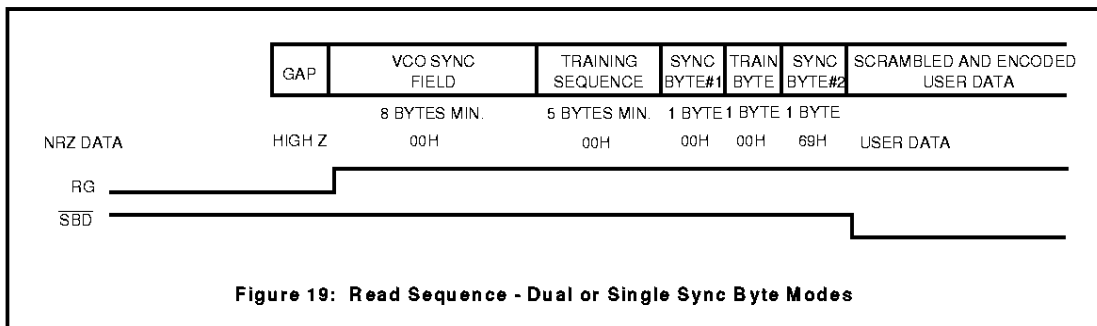 GAP
VCO SYNC
FIELD
TRAINING
SEQUENCE
SYNC
BYTE#1
TRAIN
BYTE
SYNC
BYTE#2
SCRAMBLED AND ENCODED
USER DATA
8 BYTES MIN. 5 BYTES MIN. 1 BYTE 1 BYTE 1 BYTE
NRZ DATA HIGH Z 00H 00H 00H 00H 69H USER DATA
RG
SBD
Figure 19: Read Sequence - Dual or Single Sync Byte Modes